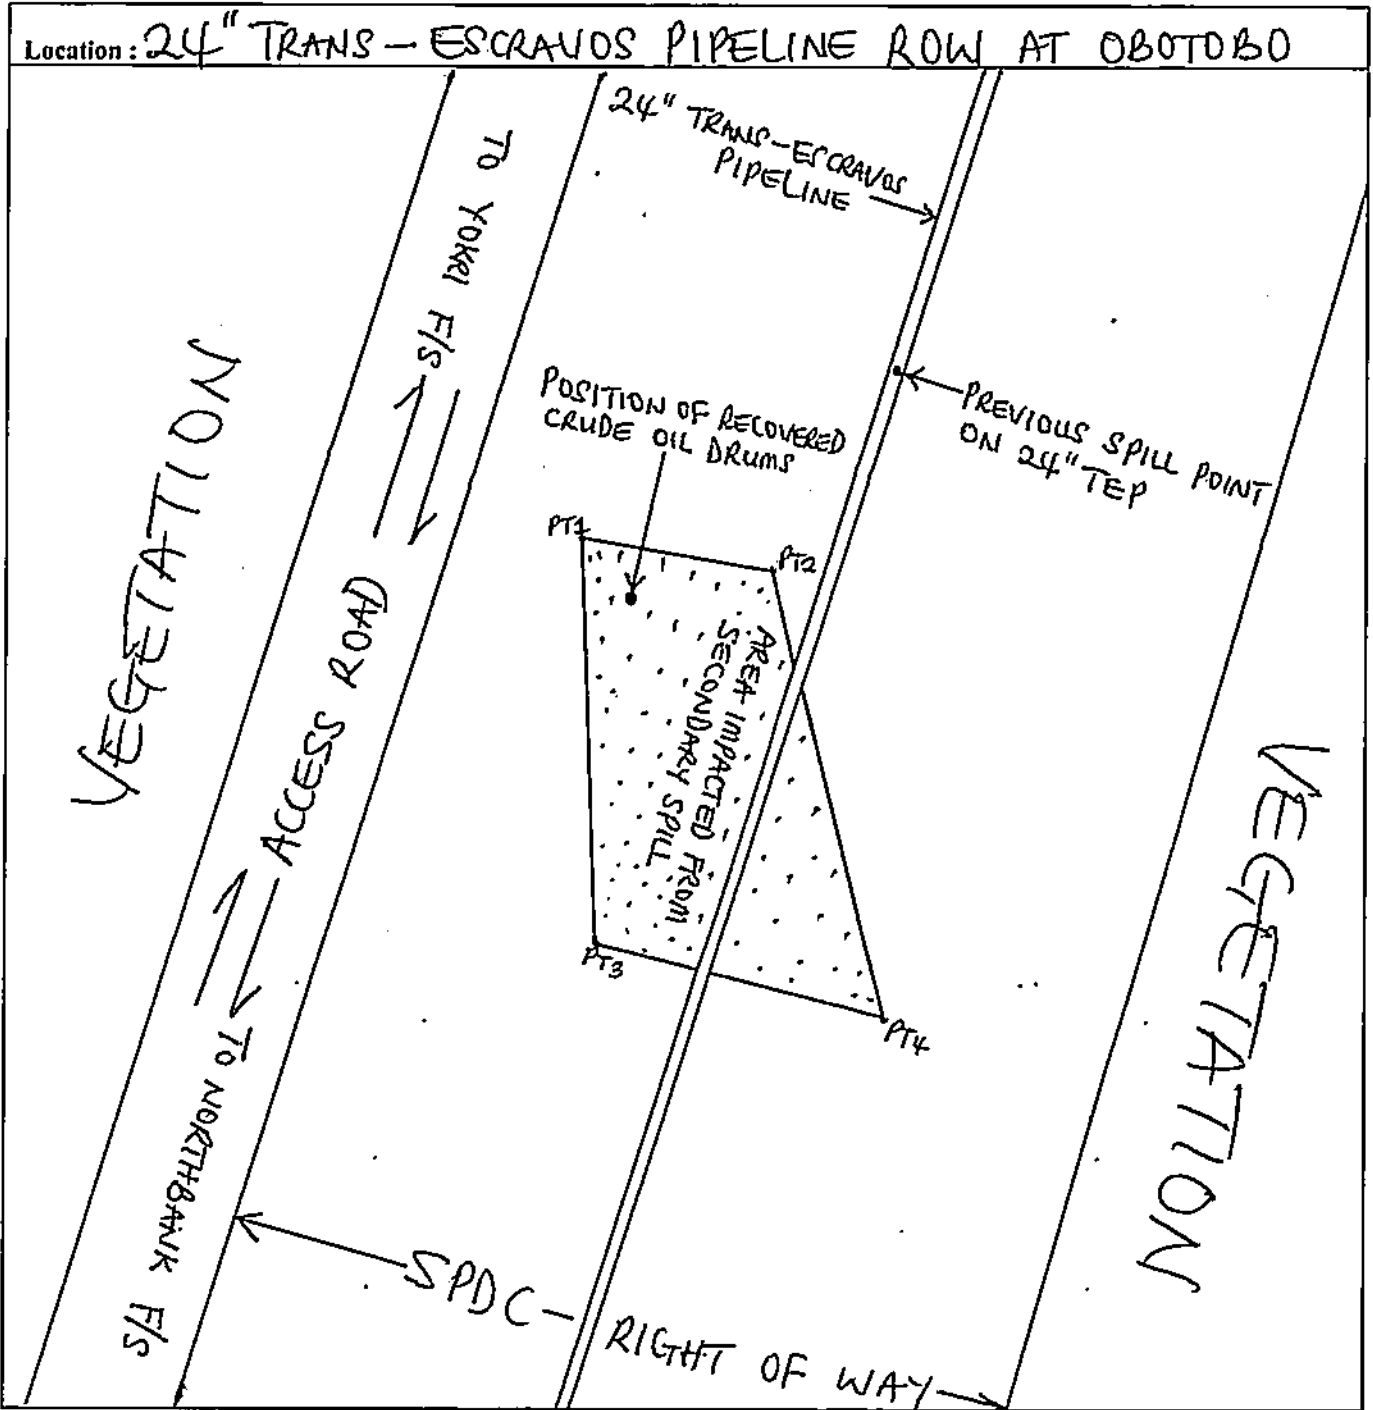 Location : 24" TRANS - ESCRAVOS PIPELINE ROW AT OBOTOBO
24" TRANS-ESCRAVOS
PIPELINE
TO YOKRI F/S
POSITION OF RECOVERED
CRUDE OIL DRUMS
PREVIOUS SPILL POINT
ON 24" TEP
VEGETATION
PT1
PT2
AREA IMPACTED FROM
SECONDARY SPILL
ACCESS ROAD
VEGETATION
PT3
PT4
TO NORTHBANK F/S
SPDC - RIGHT OF WAY